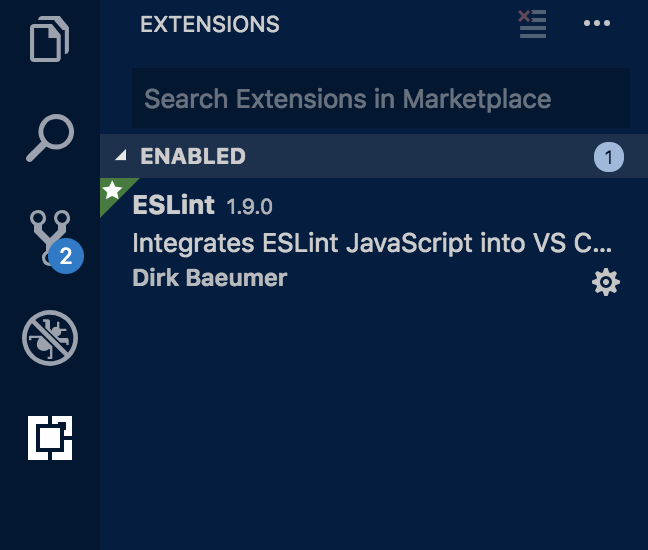 EXTENSIONS
Search Extensions in Marketplace
ENABLED 1
ESLint 1.9.0
Integrates ESLint JavaScript into VS C...
Dirk Baeumer
2